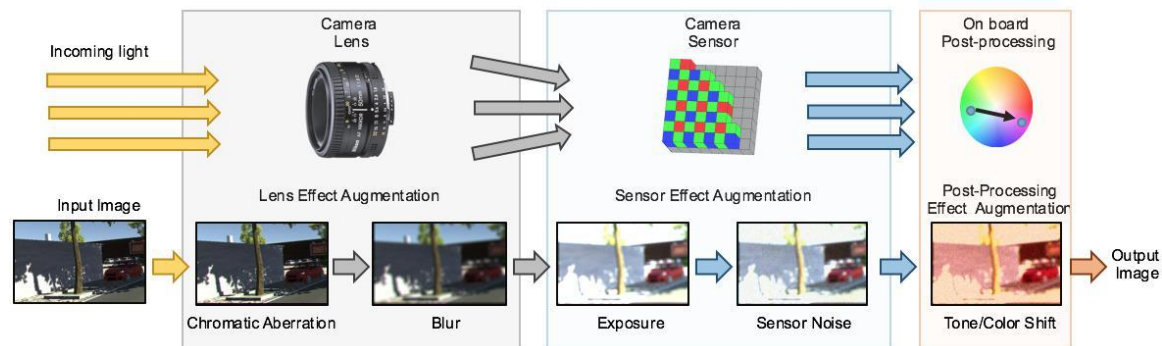 Camera
Lens
Camera
Sensor
On board
Post-processing
Incoming light
Input Image
Lens Effect Augmentation
Sensor Effect Augmentation
Post-Processing
Effect Augmentation
Output
Image
Chromatic Aberration
Blur
Exposure
Sensor Noise
Tone/Color Shift